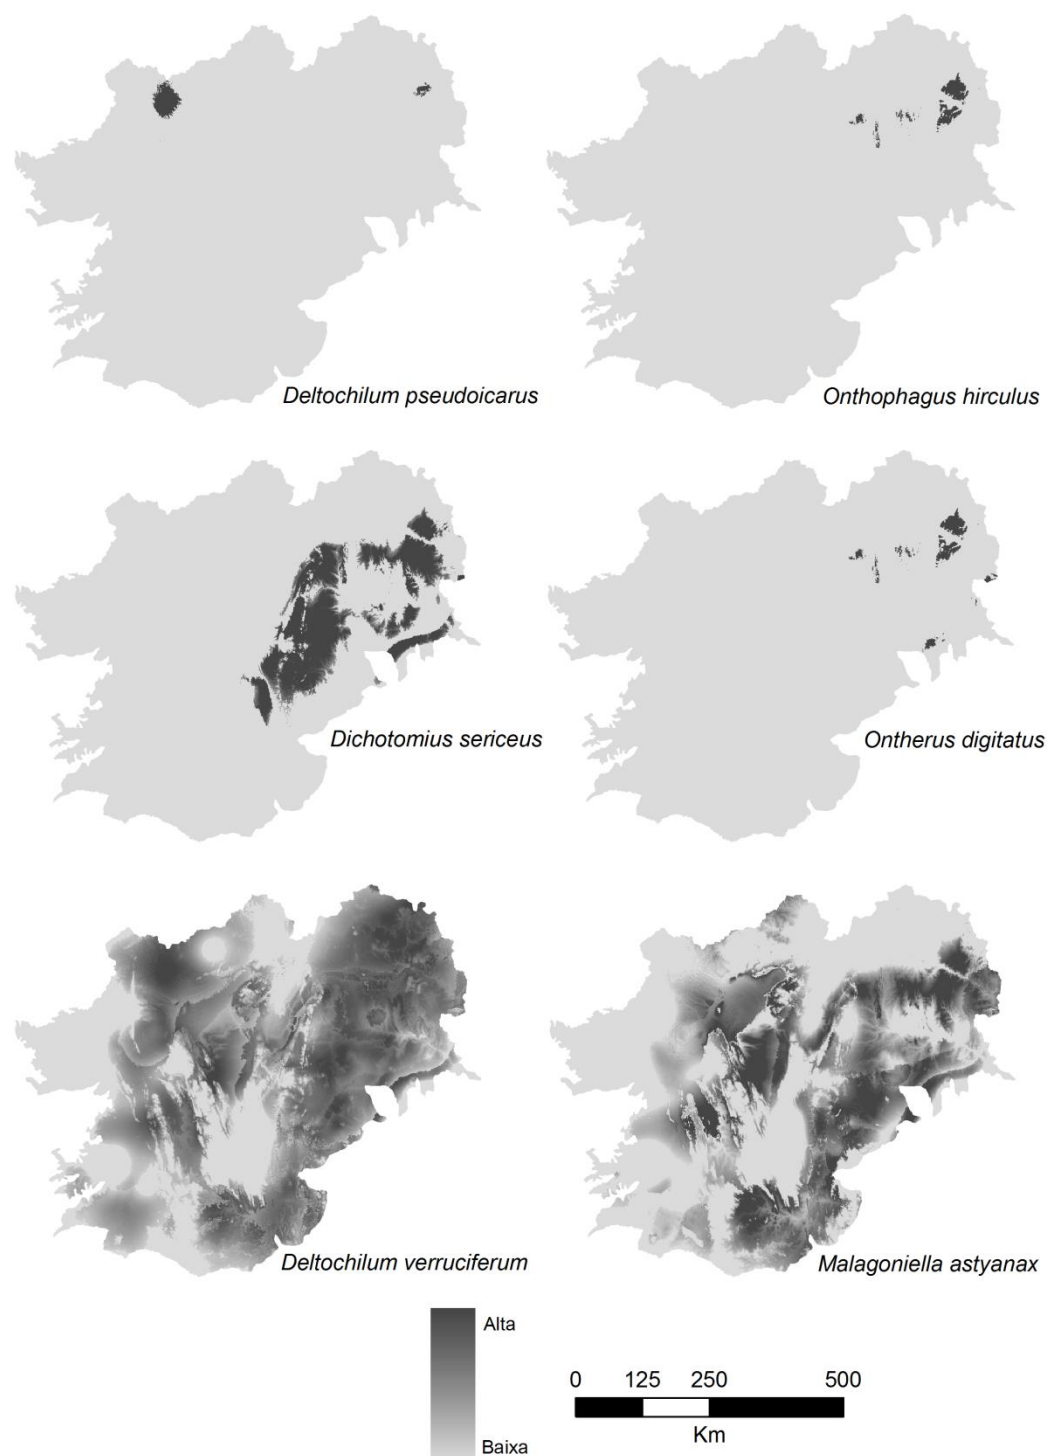 Deltochilum pseudoicarus
Onthophagus hirculus
Dichotomius sericeus
Ontherus digitatus
Deltochilum verruciferum
Malagoniella astyanax
Alta
Baixa
0 125 250 500
Km